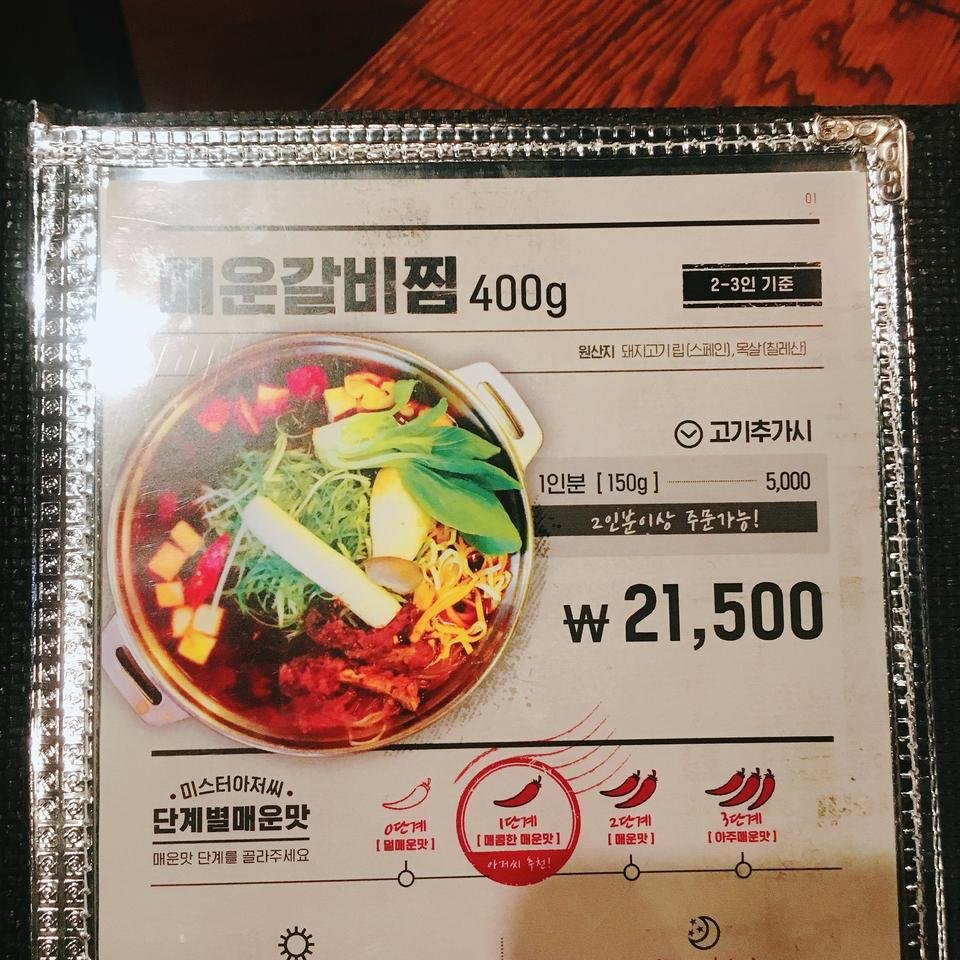 01
매운갈비찜 400g
2-3인 기준
원산지 돼지고기 립(스페인), 목살(칠레산)
고기추가시
1인분 [150g] 5,000
2인분이상 주문가능!
₩ 21,500
미스터아저씨
단계별매운맛
매운맛 단계를 골라주세요
0단계
[덜매운맛]
1단계
[매콤한 매운맛]
아저씨 추천!
2단계
[매운맛]
3단계
[아주매운맛]